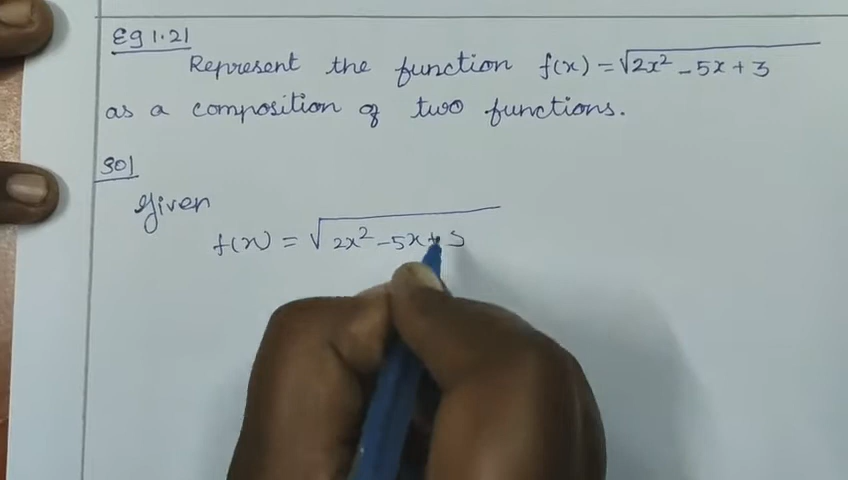 Eg 1.21
Represent the function f(x) = √2x² - 5x + 3
as a composition of two functions.
Sol
Given
f(x) = √2x² - 5x + 3